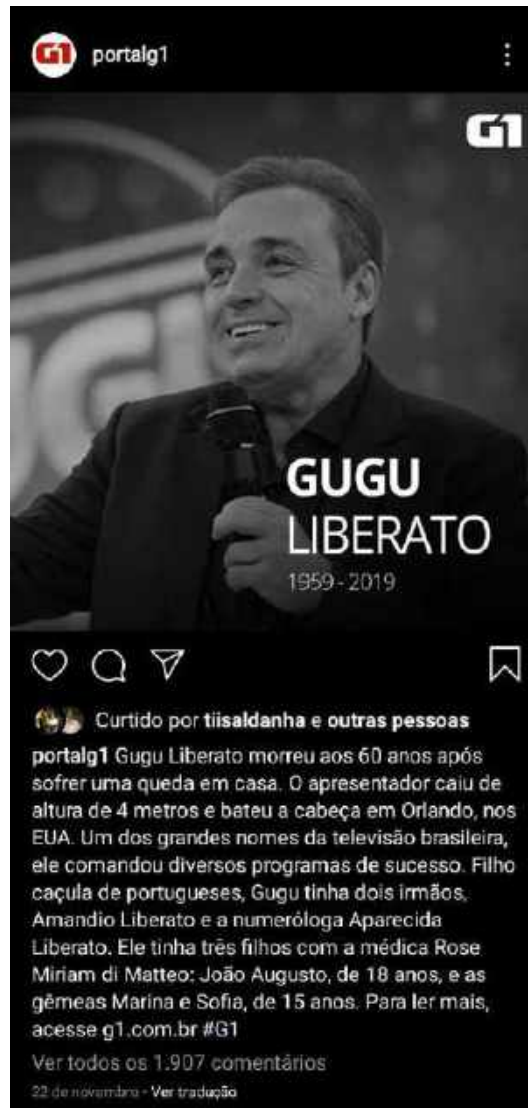 G1 portalg1
G1
GUGU
LIBERATO
1959 - 2019
Curtido por tiisaldanha e outras pessoas
portalg1 Gugu Liberato morreu aos 60 anos após
sofrer uma queda em casa. O apresentador caiu de
altura de 4 metros e bateu a cabeça em Orlando, nos
EUA. Um dos grandes nomes da televisão brasileira,
ele comandou diversos programas de sucesso. Filho
caçula de portugueses, Gugu tinha dois irmãos,
Amandio Liberato e a numeróloga Aparecida
Liberato. Ele tinha três filhos com a médica Rose
Miriam di Matteo: João Augusto, de 18 anos, e as
gêmeas Marina e Sofia, de 15 anos. Para ler mais,
acesse g1.com.br #G1
Ver todos os 1.907 comentários
22 de novembro · Ver tradução